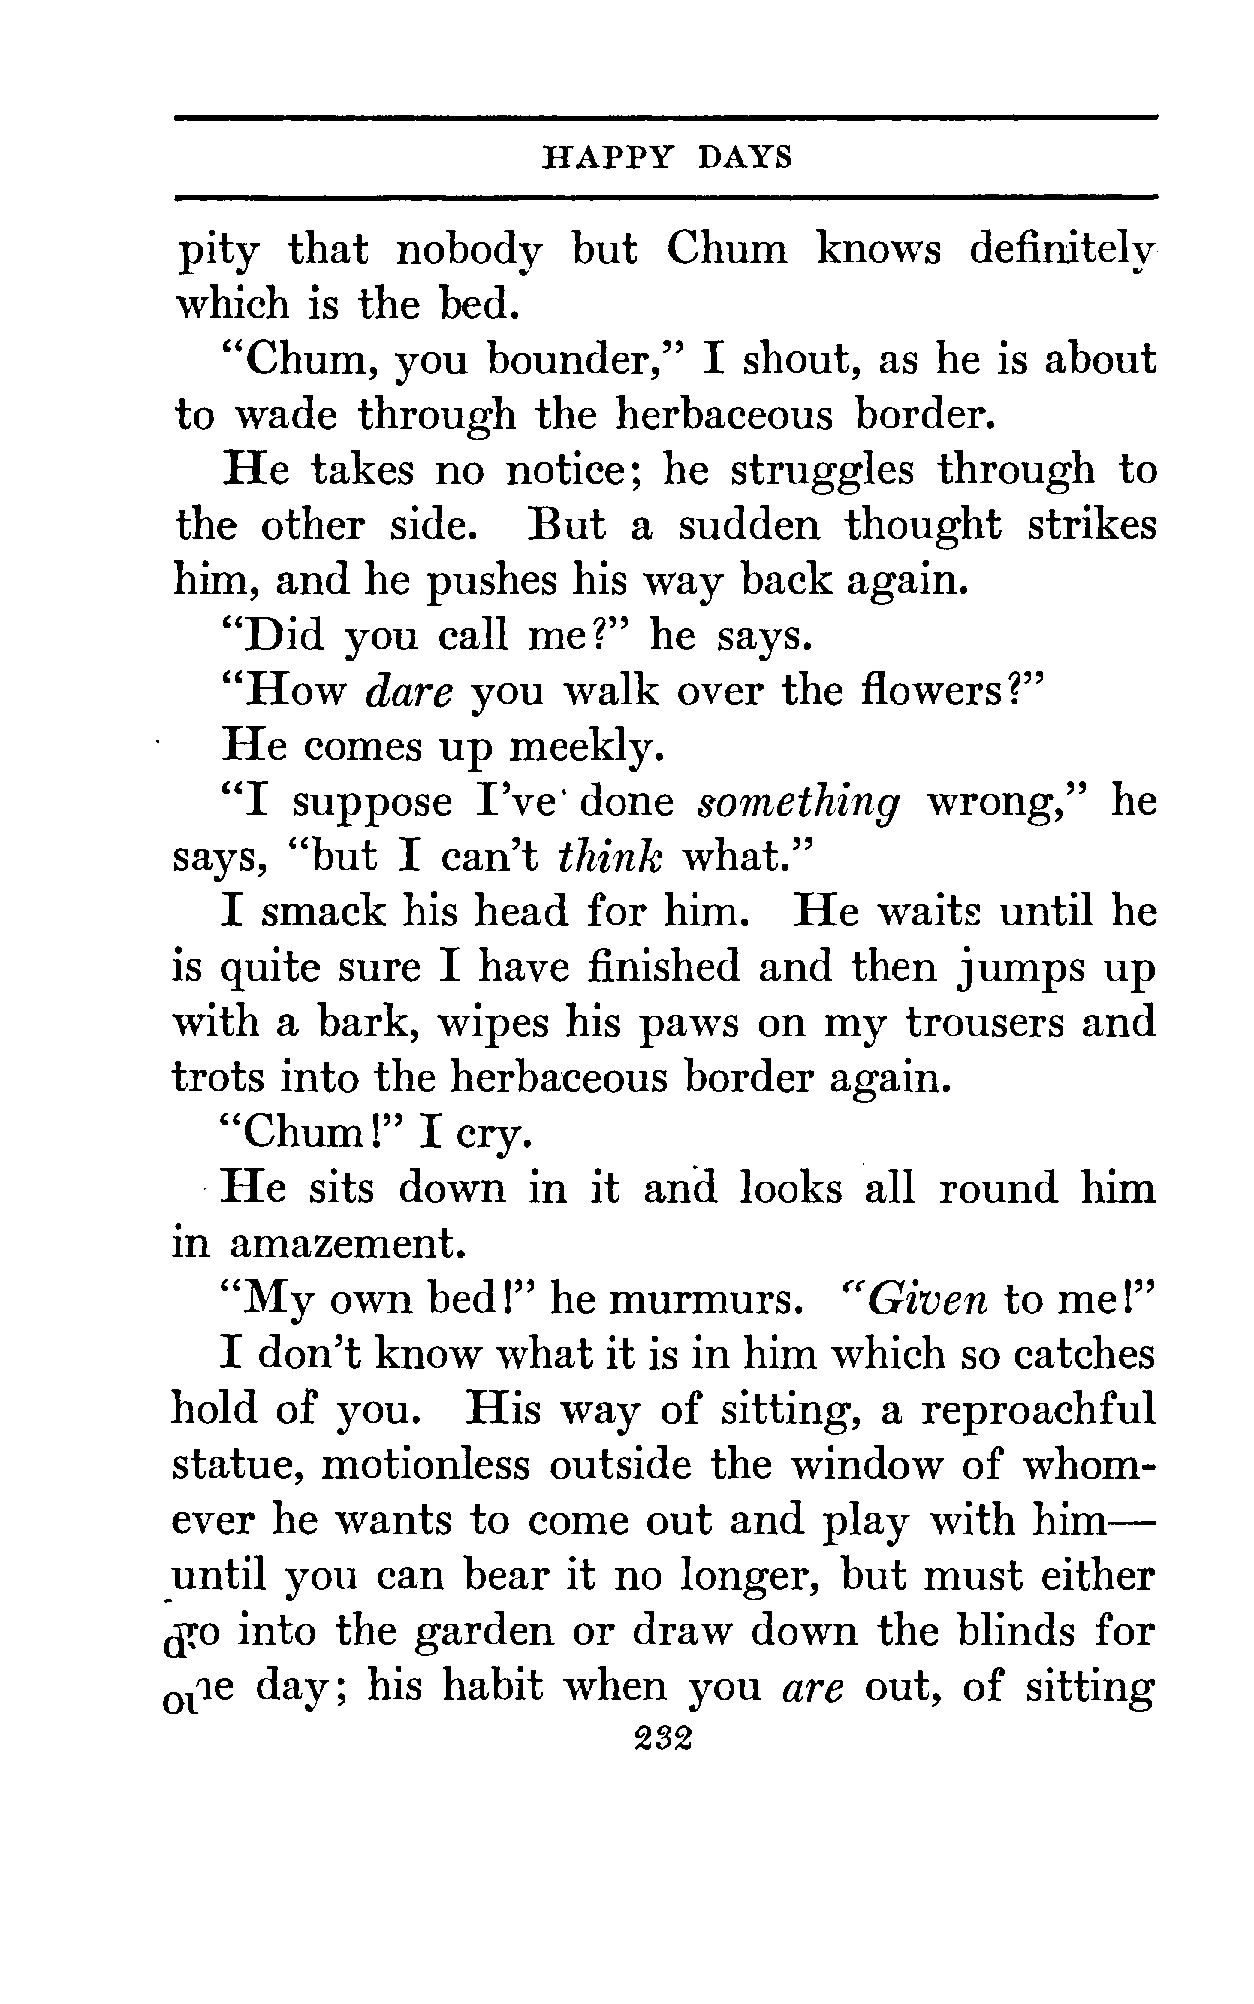 HAPPY DAYS
pity that nobody but Chum knows definitely
which is the bed.
"Chum, you bounder," I shout, as he is about
to wade through the herbaceous border.
He takes no notice; he struggles through to
the other side. But a sudden thought strikes
him, and he pushes his way back again.
"Did you call me?" he says.
"How dare you walk over the flowers?"
He comes up meekly.
"I suppose I've done something wrong," he
says, "but I can't think what."
I smack his head for him. He waits until he
is quite sure I have finished and then jumps up
with a bark, wipes his paws on my trousers and
trots into the herbaceous border again.
"Chum!" I cry.
He sits down in it and looks all round him
in amazement.
"My own bed!" he murmurs. "Given to me!"
I don't know what it is in him which so catches
hold of you. His way of sitting, a reproachful
statue, motionless outside the window of whom-
ever he wants to come out and play with him—
until you can bear it no longer, but must either
go into the garden or draw down the blinds for
day; his habit when you are out, of sitting
232